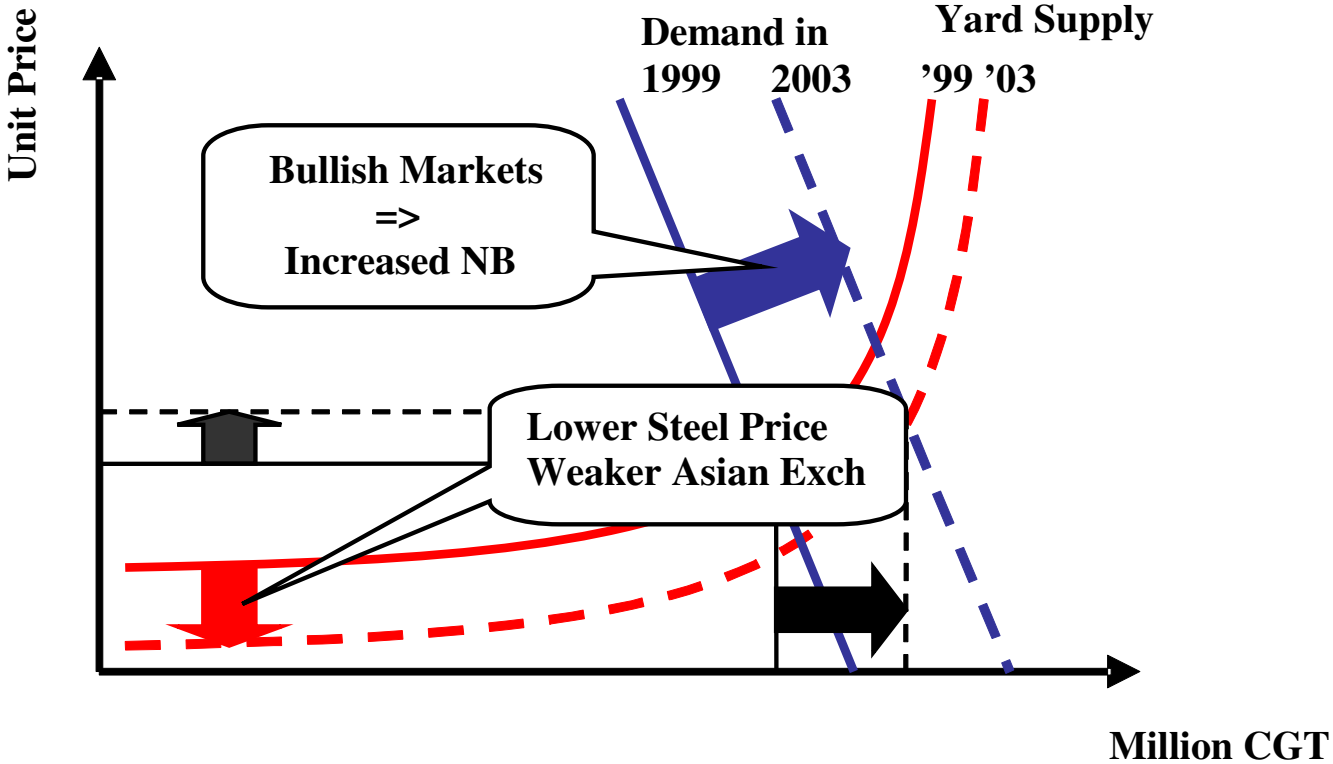 Unit Price
Demand in
1999 2003
Yard Supply
’99 ’03
Bullish Markets
=>
Increased NB
Lower Steel Price
Weaker Asian Exch
Million CGT